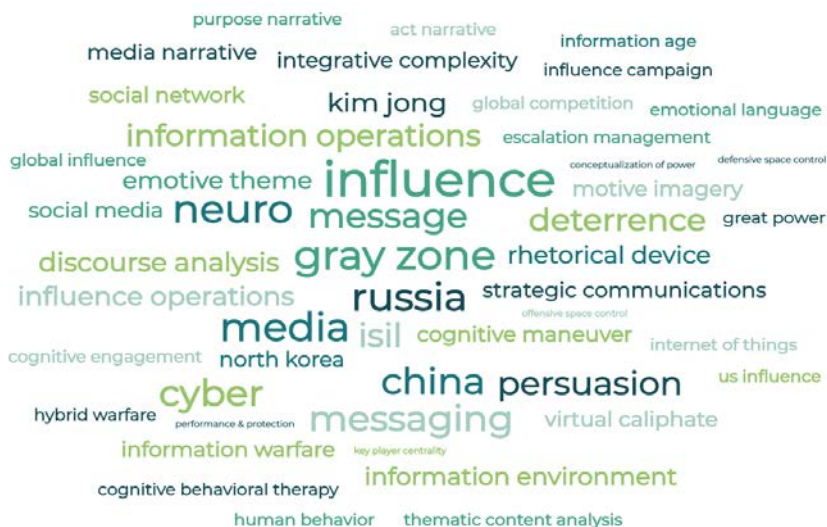 purpose narrative
act narrative
media narrative
integrative complexity
information age
influence campaign
social network
kim jong
global competition
emotional language
information operations
escalation management
global influence
emotive theme
influence
conceptualization of power
defensive space control
motive imagery
social media
neuro
message
deterrence
great power
discourse analysis
gray zone
rhetorical device
influence operations
russia
strategic communications
offensive space control
media
isil
cognitive maneuver
internet of things
cognitive engagement
north korea
china
persuasion
us influence
cyber
hybrid warfare
performance & protection
messaging
virtual caliphate
information warfare
key player centrality
information environment
cognitive behavioral therapy
human behavior
thematic content analysis